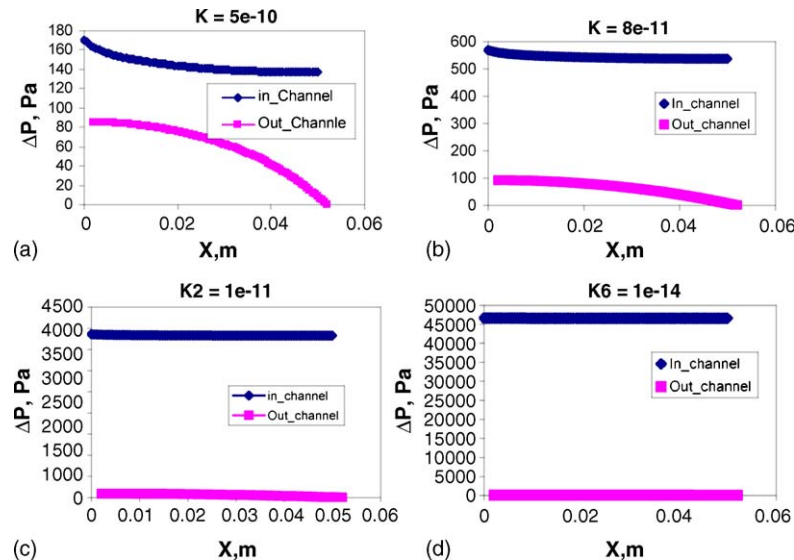 K = 5e-10
180
160
140
120
100
80
60
40
20
0
ΔP, Pa
in_Channel
Out_Channle
0
0.02
0.04
0.06
(a)
X,m
K = 8e-11
600
500
400
300
200
100
0
ΔP, Pa
In_channel
Out_channel
0
0.02
0.04
0.06
(b)
X,m
K2 = 1e-11
4500
4000
3500
3000
2500
2000
1500
1000
500
0
ΔP, Pa
in_channel
Out_channel
0
0.01
0.02
0.03
0.04
0.05
0.06
(c)
X,m
K6 = 1e-14
50000
45000
40000
35000
30000
25000
20000
15000
10000
5000
0
ΔP, Pa
In_channel
Out_channel
0
0.02
0.04
0.06
(d)
X,m